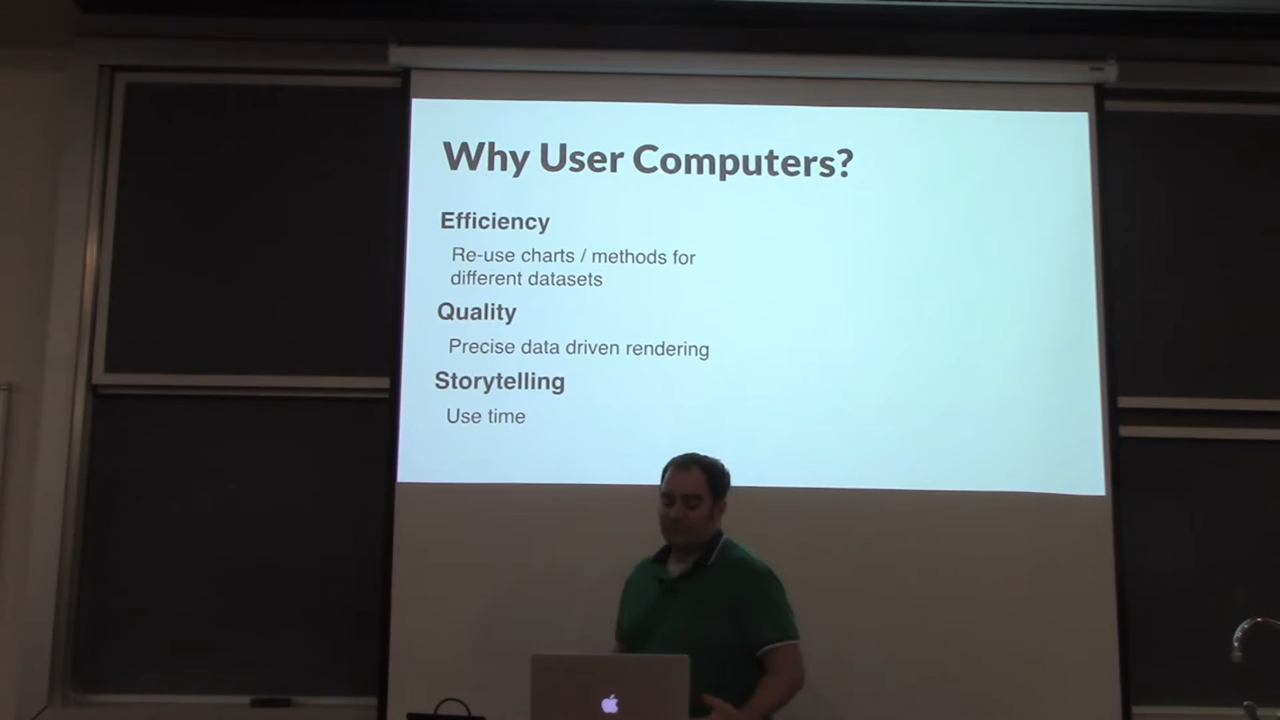 Why User Computers?
Efficiency
Re-use charts / methods for
different datasets
Quality
Precise data driven rendering
Storytelling
Use time